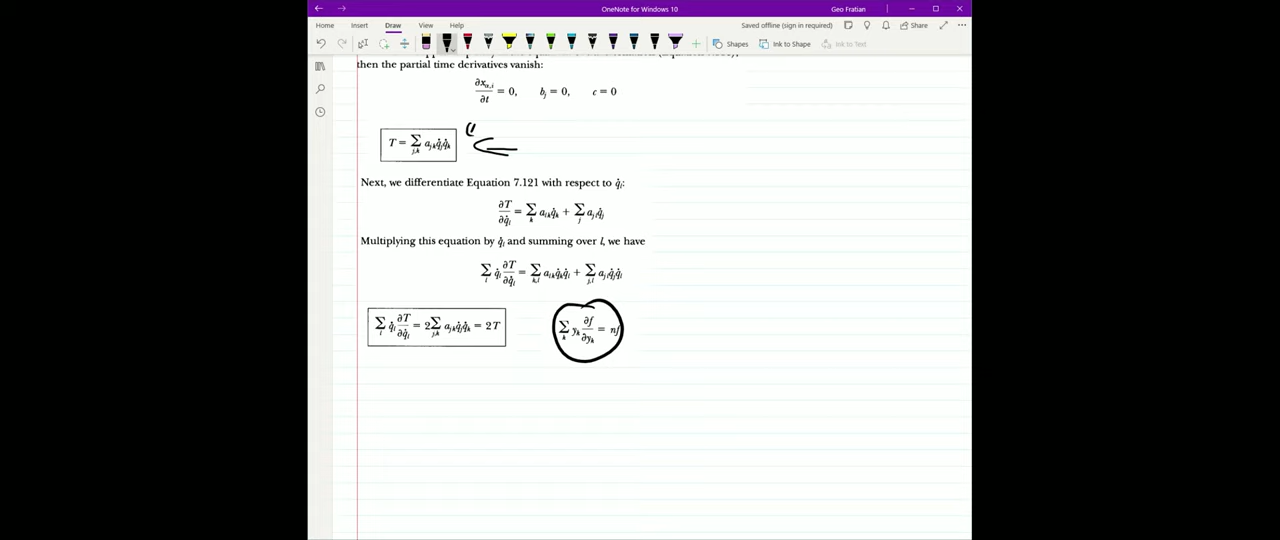 OneNote for Windows 10
Geo Fratian
Home Insert Draw View Help
Saved offline (sign in required)
Share
Shapes
Ink to Shape
Ink to Text
then the partial time derivatives vanish:
∂x_{α,i}/∂t = 0, b_j = 0, c = 0
T = Σ_{j,k} a_{jk} q̇_j q̇_k
Next, we differentiate Equation 7.121 with respect to q̇_l:
∂T/∂q̇_l = Σ_k a_{lk} q̇_k + Σ_j a_{jl} q̇_j
Multiplying this equation by q̇_l and summing over l, we have
Σ_l q̇_l ∂T/∂q̇_l = Σ_{k,l} a_{lk} q̇_k q̇_l + Σ_{j,l} a_{jl} q̇_j q̇_l
Σ_l q̇_l ∂T/∂q̇_l = 2Σ_{j,k} a_{jk} q̇_j q̇_k = 2T
Σ_k y_k ∂f/∂y_k = nf